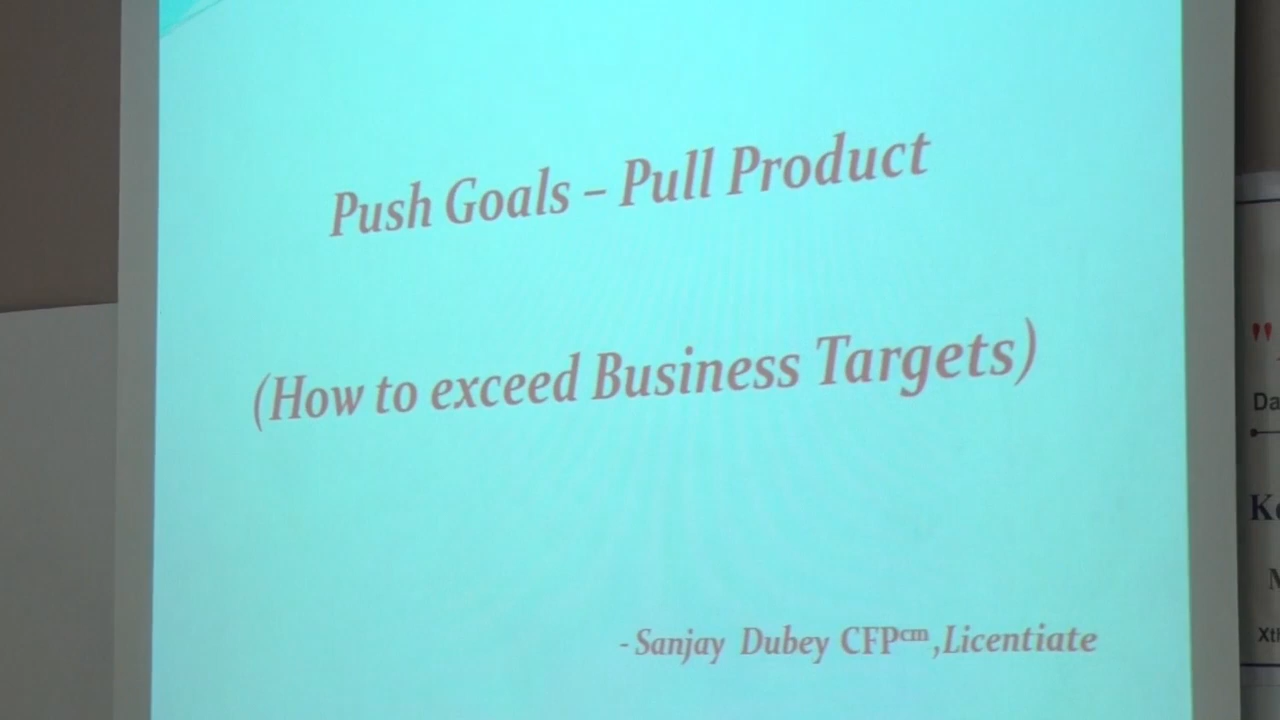 Push Goals – Pull Product
(How to exceed Business Targets)
- Sanjay Dubey CFPcm ,Licentiate